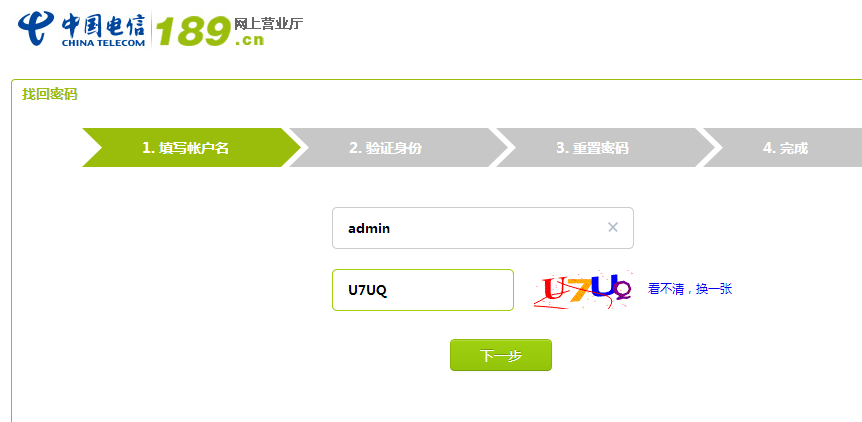 中国电信
CHINA TELECOM
189
.cn
网上营业厅
找回密码
1. 填写帐户名
2. 验证身份
3. 重置密码
4. 完成
admin
×
U7UQ
U7UQ
看不清，换一张
下一步